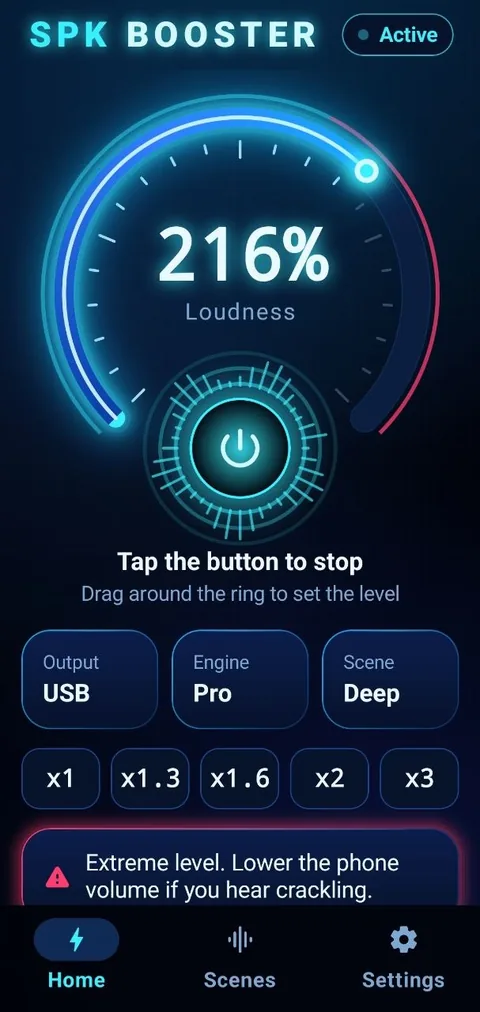 SPK BOOSTER
Active
216%
Loudness
Tap the button to stop
Drag around the ring to set the level
Output
USB
Engine
Pro
Scene
Deep
x1
x1.3
x1.6
x2
x3
Extreme level. Lower the phone
volume if you hear crackling.
Home
Scenes
Settings